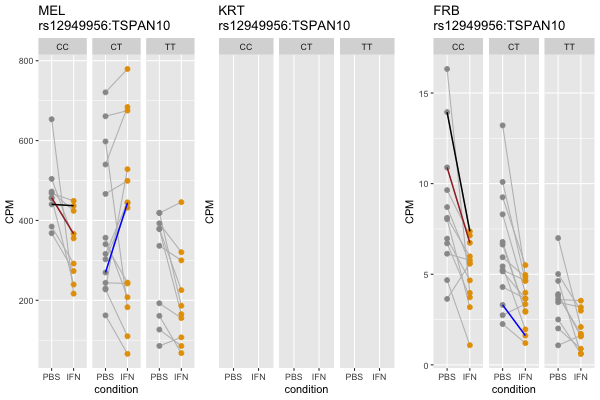 MEL
rs12949956:TSPAN10
CC CT TT
800
600
400
200
CPM
PBS IFN PBS IFN PBS IFN
condition
KRT
rs12949956:TSPAN10
CC CT TT
CPM
PBS IFN PBS IFN PBS IFN
condition
FRB
rs12949956:TSPAN10
CC CT TT
15
10
5
0
CPM
PBS IFN PBS IFN PBS IFN
condition